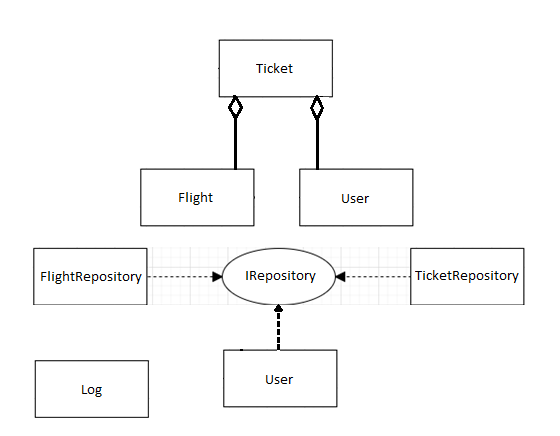 Ticket
Flight
User
FlightRepository
IRepository
TicketRepository
User
Log